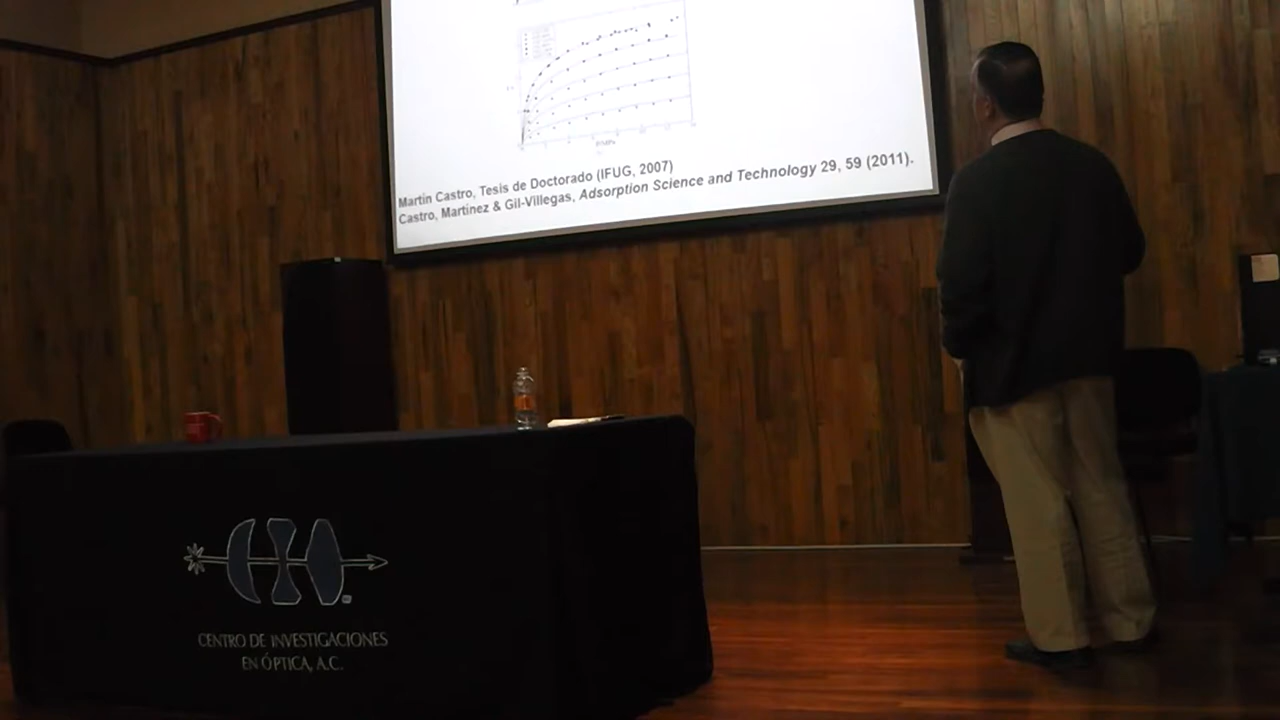 Martín Castro, Tesis de Doctorado (IFUG, 2007)
Castro, Martínez & Gil-Villegas, Adsorption Science and Technology 29, 59 (2011).
CENTRO DE INVESTIGACIONES
EN ÓPTICA, A.C.